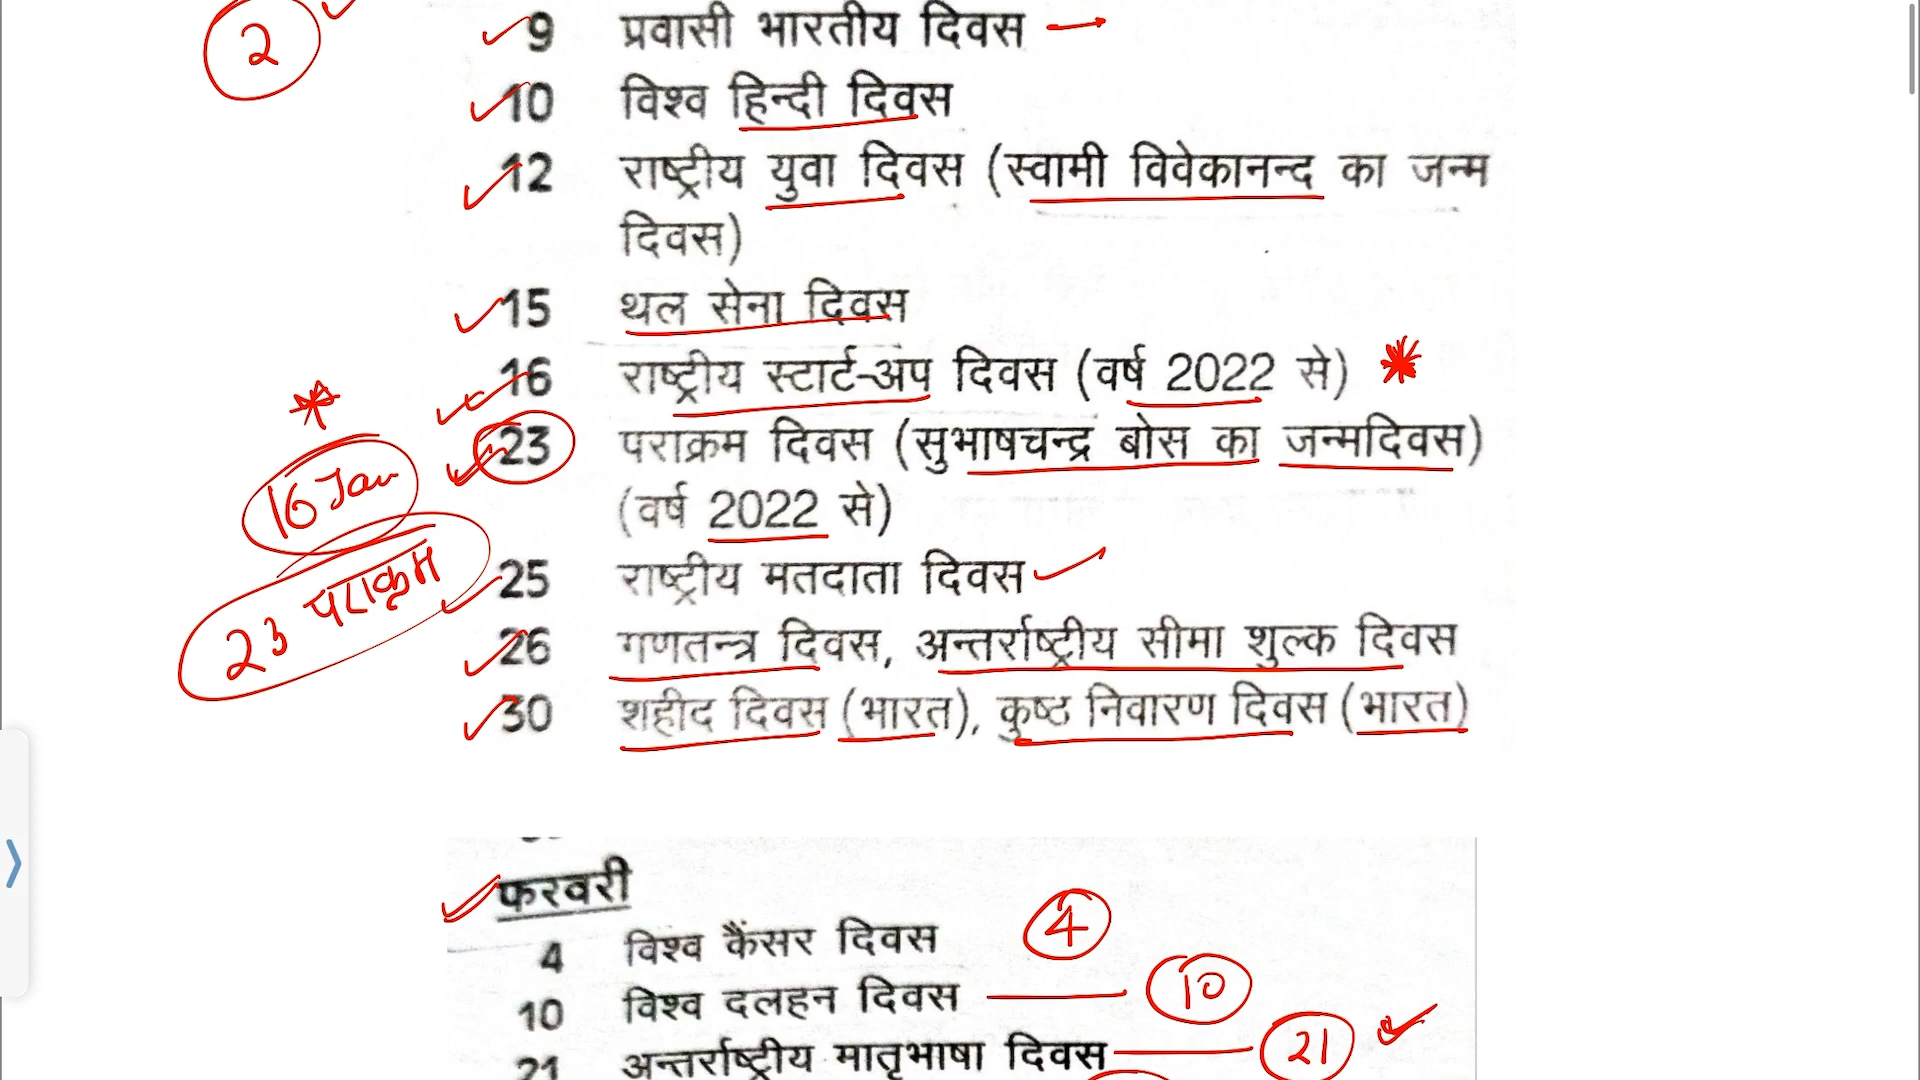 2
9 प्रवासी भारतीय दिवस
10 विश्व हिन्दी दिवस
12 राष्ट्रीय युवा दिवस (स्वामी विवेकानन्द का जन्म
दिवस)
15 थल सेना दिवस
16 राष्ट्रीय स्टार्ट-अप दिवस (वर्ष 2022 से)
23 पराक्रम दिवस (सुभाषचन्द्र बोस का जन्मदिवस)
16 Jan
(वर्ष 2022 से)
23 पराक्रम
25 राष्ट्रीय मतदाता दिवस
26 गणतन्त्र दिवस, अन्तर्राष्ट्रीय सीमा शुल्क दिवस
30 शहीद दिवस (भारत), कुष्ठ निवारण दिवस (भारत)
फरवरी
4 विश्व कैंसर दिवस 4
10 विश्व दलहन दिवस 10
21 अन्तर्राष्ट्रीय मातृभाषा दिवस 21